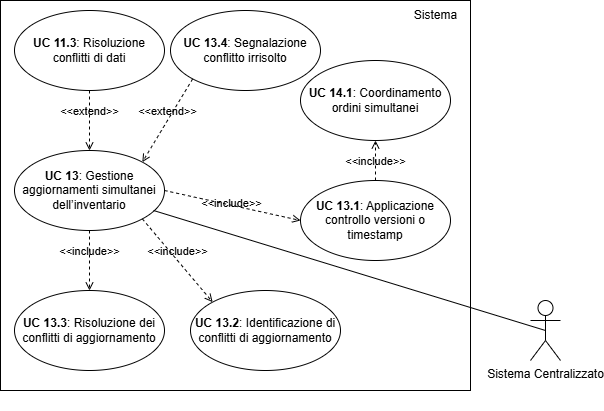 Sistema
UC 11.3: Risoluzione
conflitti di dati
UC 13.4: Segnalazione
conflitto irrisolto
UC 14.1: Coordinamento
ordini simultanei
<<extend>>
<<extend>>
<<include>>
UC 13: Gestione
aggiornamenti simultanei
dell'inventario
<<include>>
UC 13.1: Applicazione
controllo versioni o
timestamp
<<include>>
<<include>>
UC 13.3: Risoluzione dei
conflitti di aggiornamento
UC 13.2: Identificazione di
conflitti di aggiornamento
Sistema Centralizzato